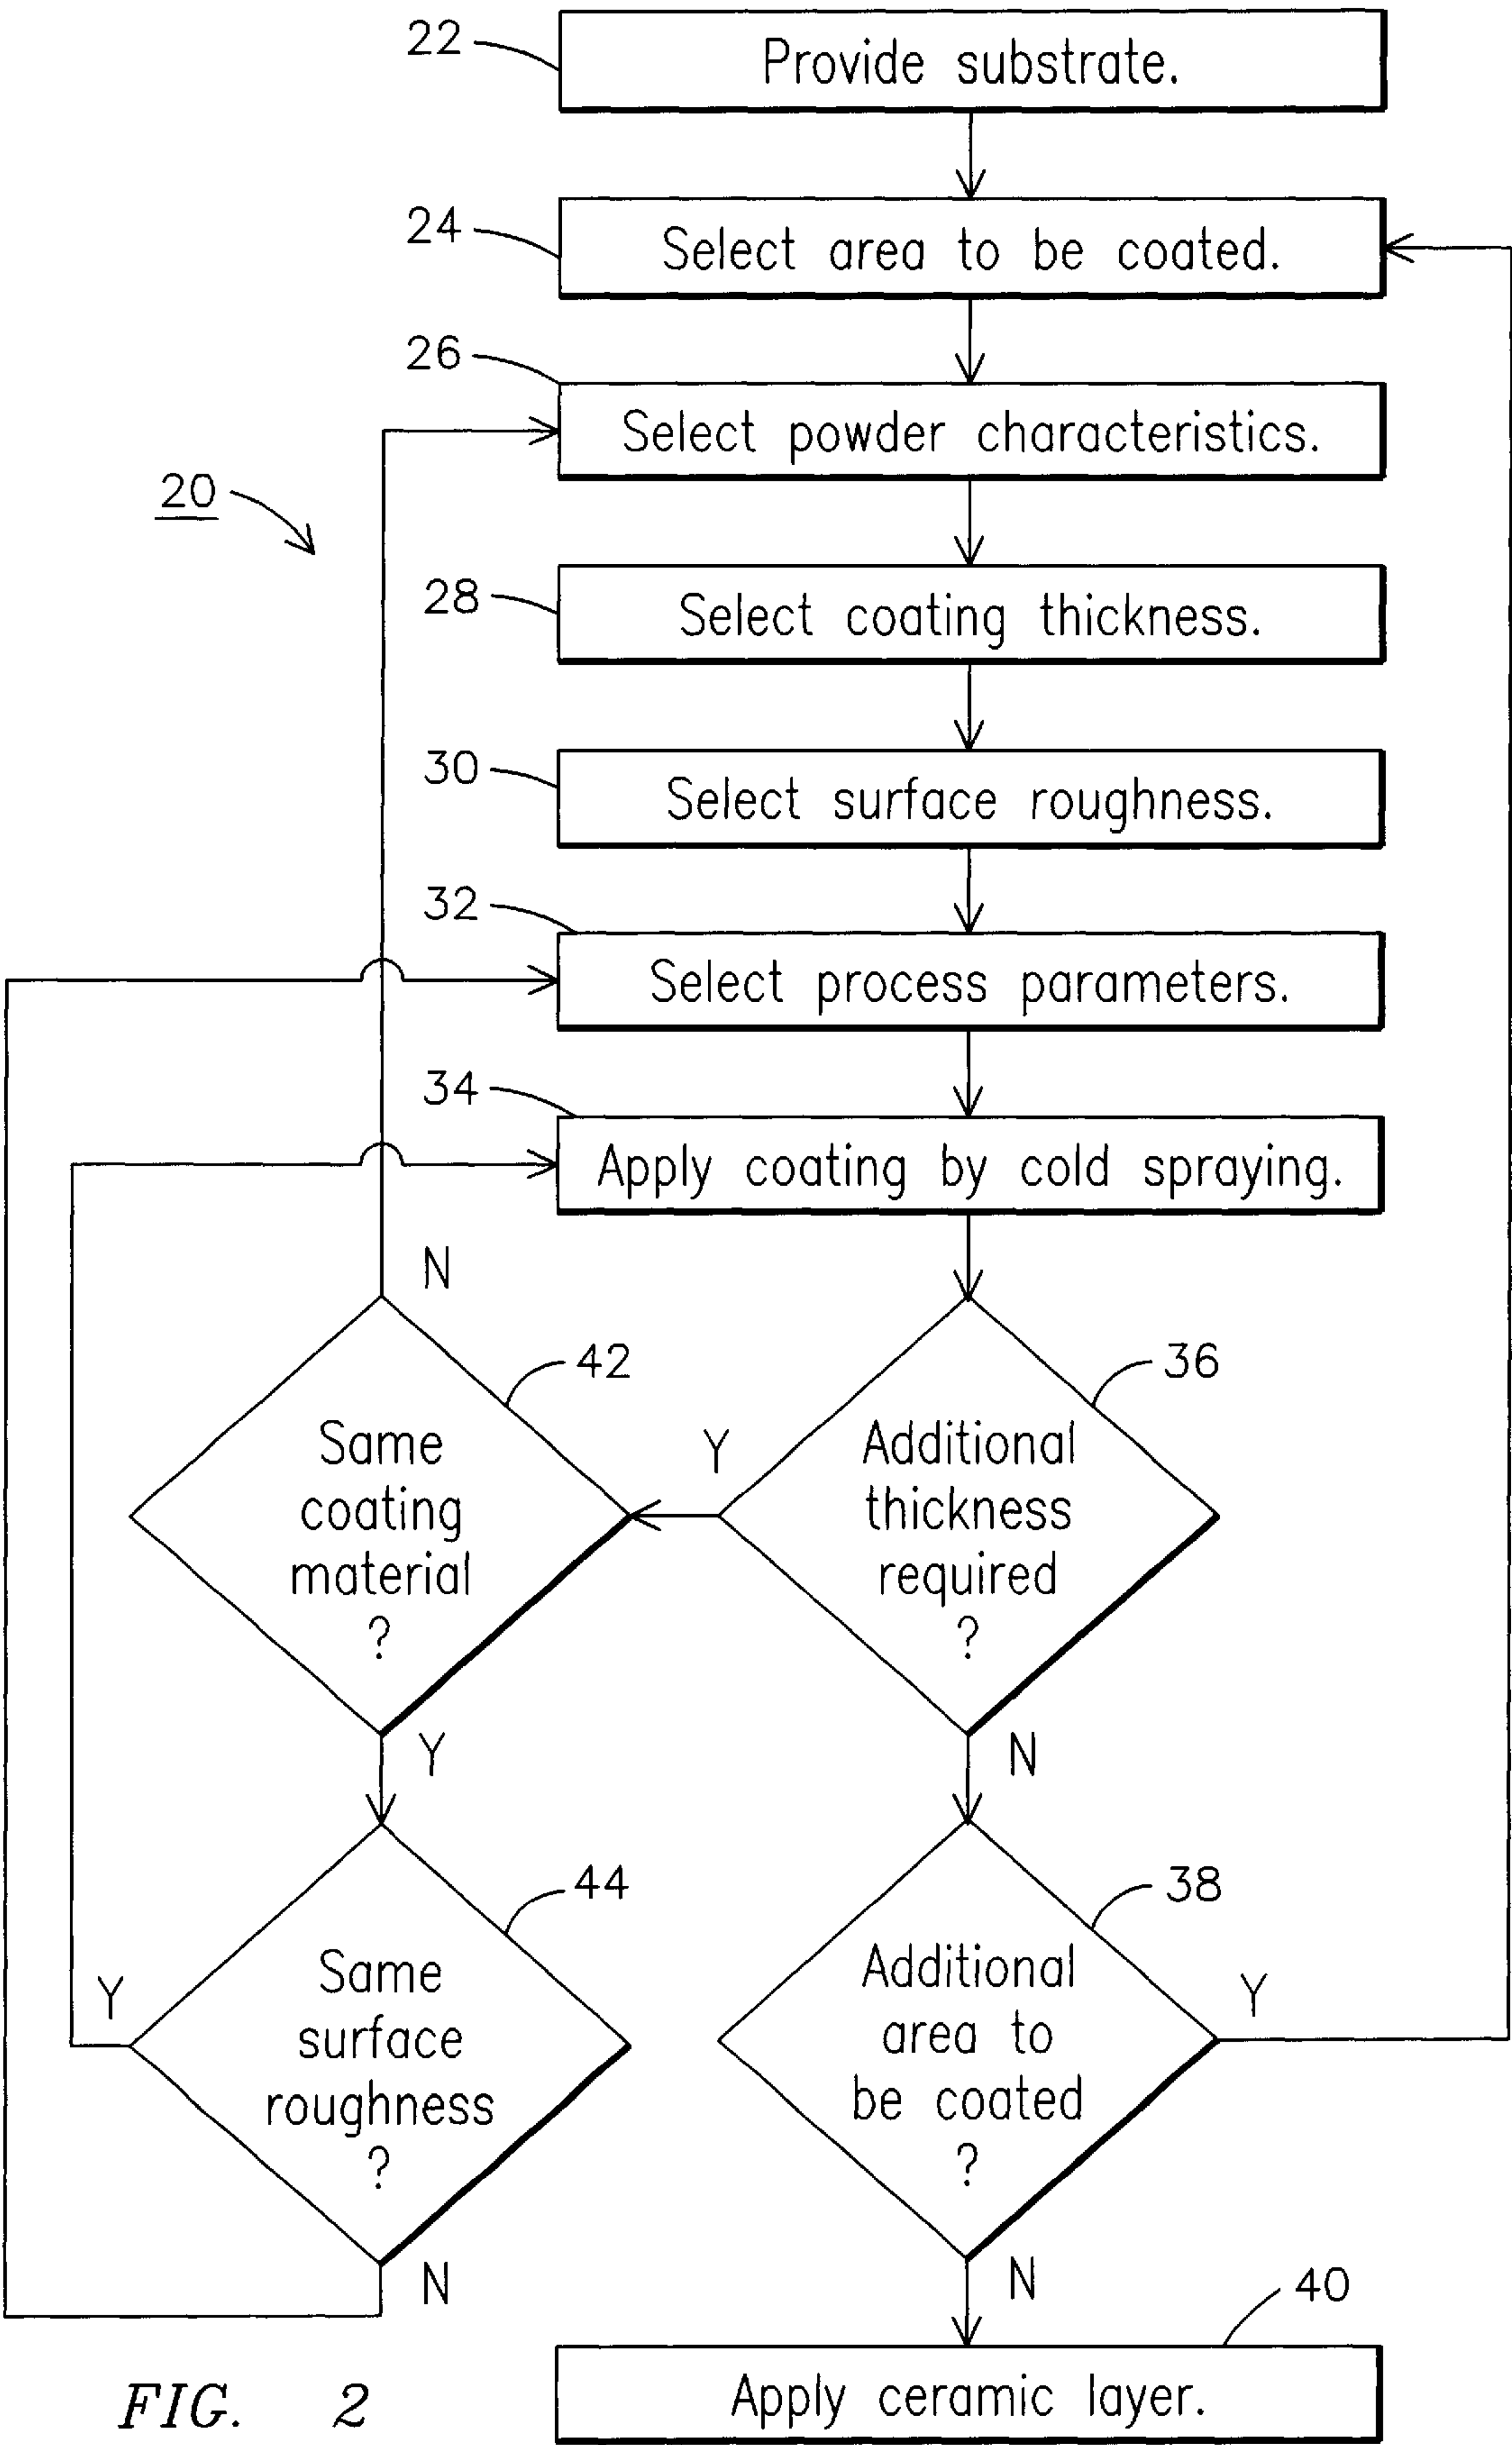 22
Provide substrate.
24
Select area to be coated.
26
Select powder characteristics.
20
28
Select coating thickness.
30
Select surface roughness.
32
Select process parameters.
34
Apply coating by cold spraying.
N
42
36
Same
coating
material
?
Y
Additional
thickness
required
?
Y
N
44
38
Same
surface
roughness
?
Y
Additional
area to
be coated
?
Y
N
N
40
Apply ceramic layer.
FIG. 2